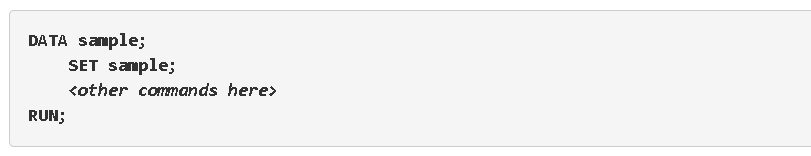 DATA sample;
SET sample;
<other commands here>
RUN;